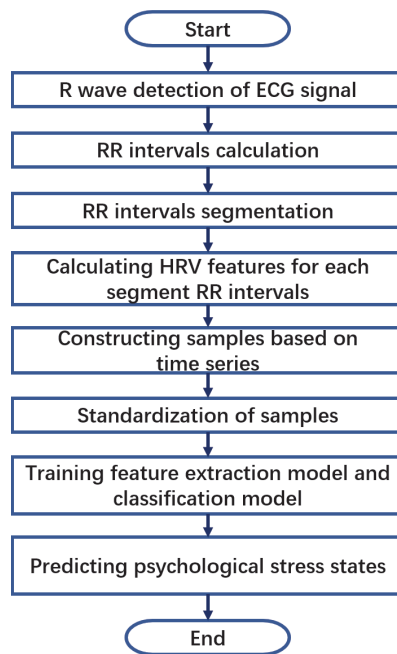 Start
R wave detection of ECG signal
RR intervals calculation
RR intervals segmentation
Calculating HRV features for each
segment RR intervals
Constructing samples based on
time series
Standardization of samples
Training feature extraction model and
classification model
Predicting psychological stress states
End